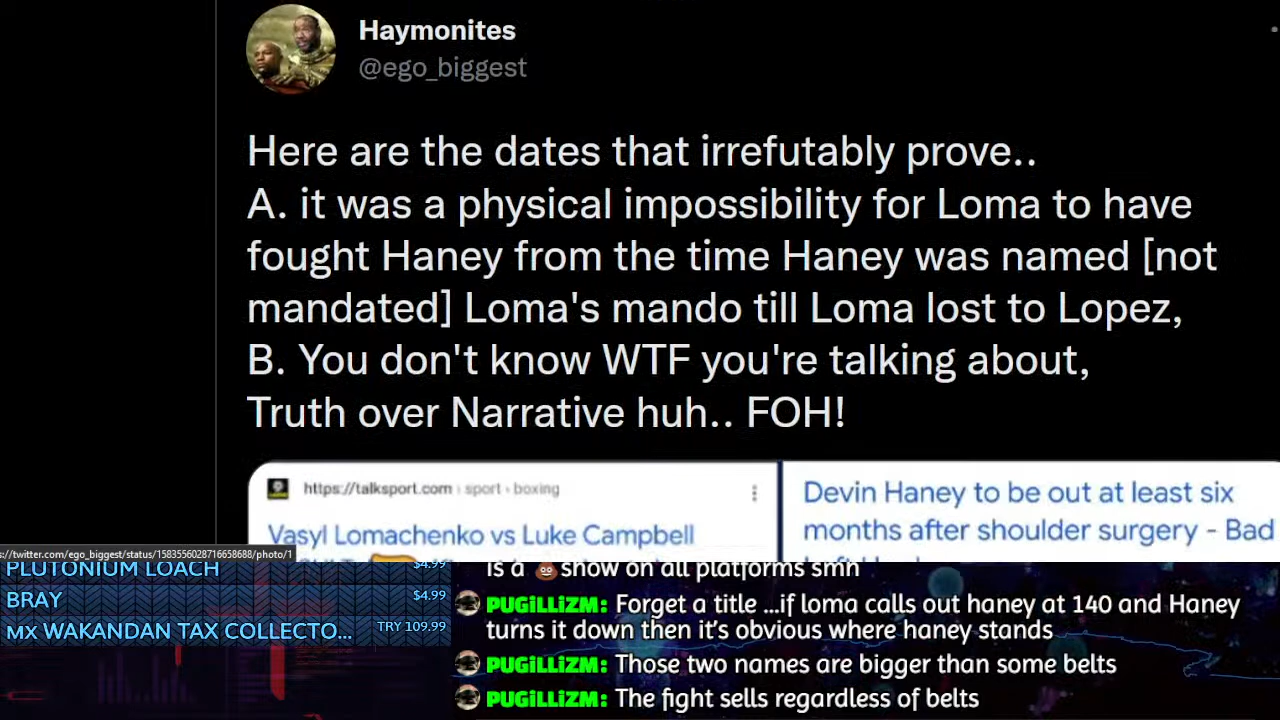 Haymonites
@ego_biggest
Here are the dates that irrefutably prove..
A. it was a physical impossibility for Loma to have
fought Haney from the time Haney was named [not
mandated] Loma's mando till Loma lost to Lopez,
B. You don't know WTF you're talking about,
Truth over Narrative huh.. FOH!
https://talksport.com › sport › boxing
Vasyl Lomachenko vs Luke Campbell
Devin Haney to be out at least six
months after shoulder surgery - Bad
s://twitter.com/ego_biggest/status/1583556028716658688/photo/1
PLUTONIUM LOACH $4.99
BRAY $4.99
MX WAKANDAN TAX COLLECTO... TRY 109.99
is a 💩 show on all platforms smh
PUGiLLiZM: Forget a title ...if loma calls out haney at 140 and Haney
turns it down then it's obvious where haney stands
PUGiLLiZM: Those two names are bigger than some belts
PUGiLLiZM: The fight sells regardless of belts